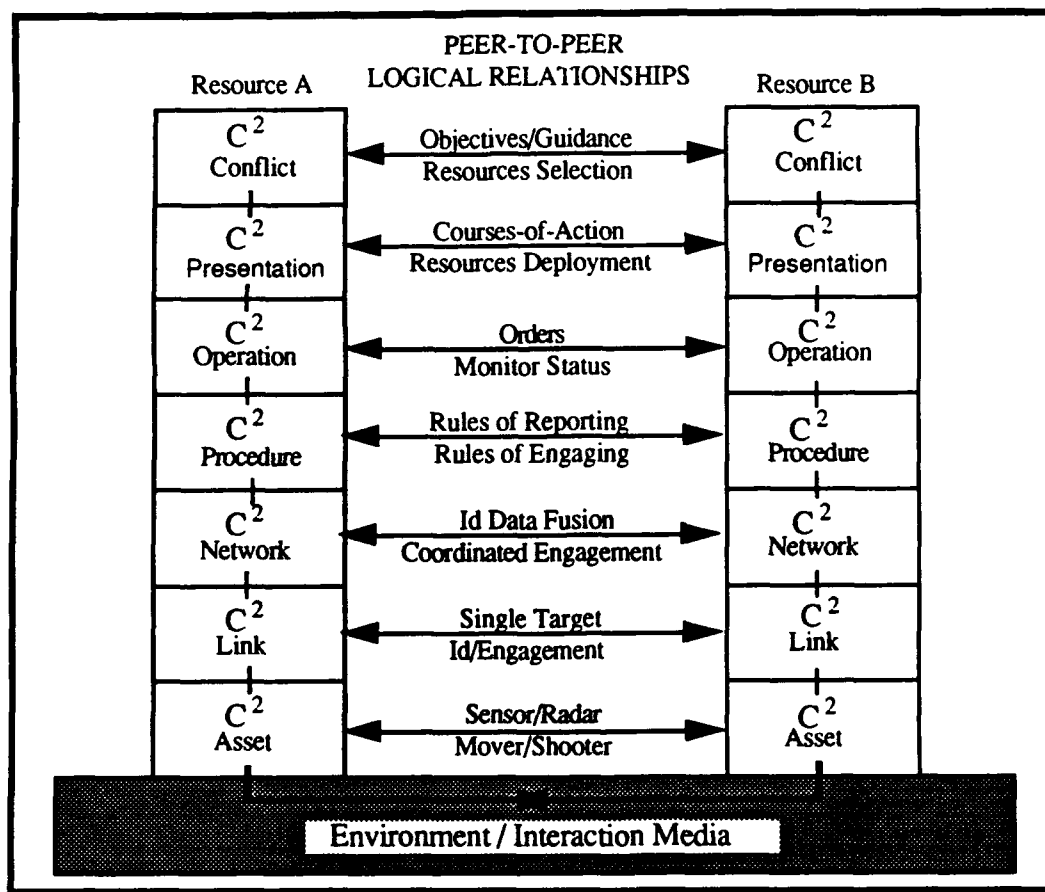 PEER-TO-PEER
LOGICAL RELATIONSHIPS
Resource A
Resource B
C²
Conflict
Objectives/Guidance
Resources Selection
C²
Conflict
C²
Presentation
Courses-of-Action
Resources Deployment
C²
Presentation
C²
Operation
Orders
Monitor Status
C²
Operation
C²
Procedure
Rules of Reporting
Rules of Engaging
C²
Procedure
C²
Network
Id Data Fusion
Coordinated Engagement
C²
Network
C²
Link
Single Target
Id/Engagement
C²
Link
C²
Asset
Sensor/Radar
Mover/Shooter
C²
Asset
Environment / Interaction Media